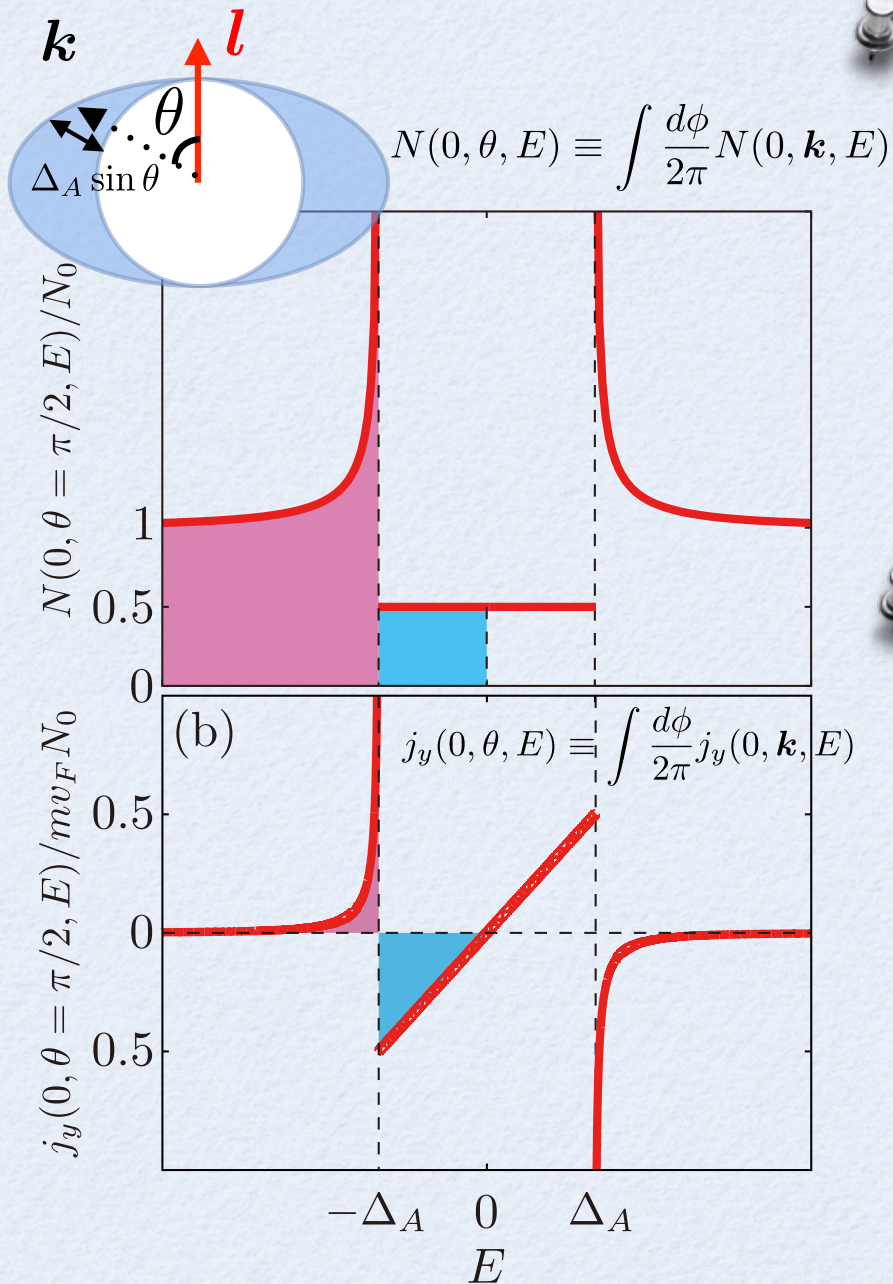 k l
θ
Δ_A sin θ
N(0, θ, E) ≡ ∫ dϕ/2π N(0, k, E)
N(0, θ = π/2, E)/N_0
1
0.5
0
(b)
j_y(0, θ, E) ≡ ∫ dϕ/2π j_y(0, k, E)
j_y(0, θ = π/2, E)/mv_F N_0
0.5
0
0.5
−Δ_A 0 Δ_A
E